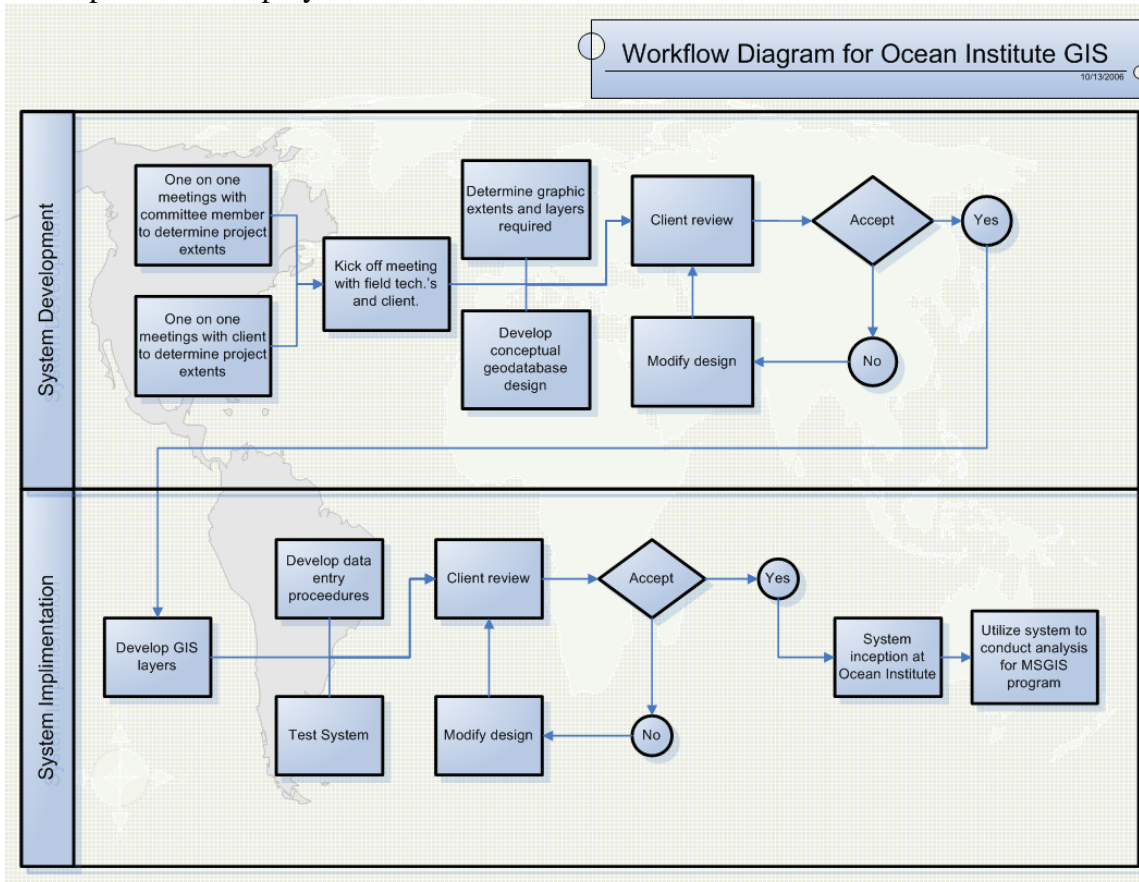 Workflow Diagram for Ocean Institute GIS
10/13/2006
System Development
One on one
meetings with
committee member
to determine project
extents
One on one
meetings with client
to determine project
extents
Kick off meeting
with field tech.'s
and client.
Determine graphic
extents and layers
required
Develop
conceptual
geodatabase
design
Client review
Modify design
Accept
Yes
No
System Implimentation
Develop GIS
layers
Develop data
entry
proceedures
Test System
Client review
Modify design
Accept
Yes
No
System
inception at
Ocean Institute
Utilize system to
conduct analysis
for MSGIS
program